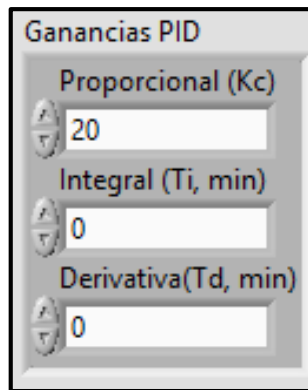 Ganancias PID
Proporcional (Kc)
20
Integral (Ti, min)
0
Derivativa(Td, min)
0